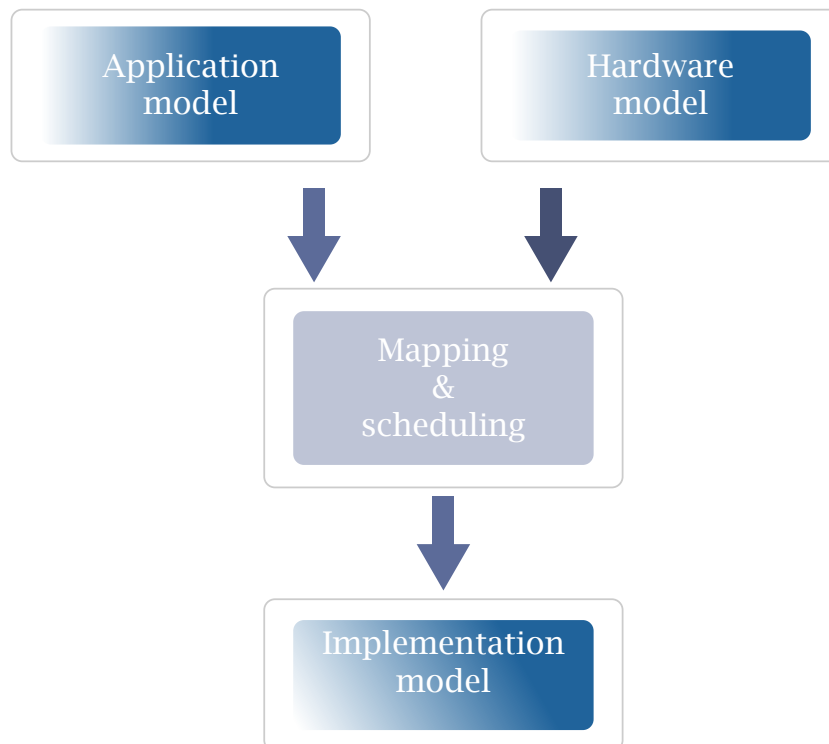 Application
model
Hardware
model
Mapping
&
scheduling
Implementation
model